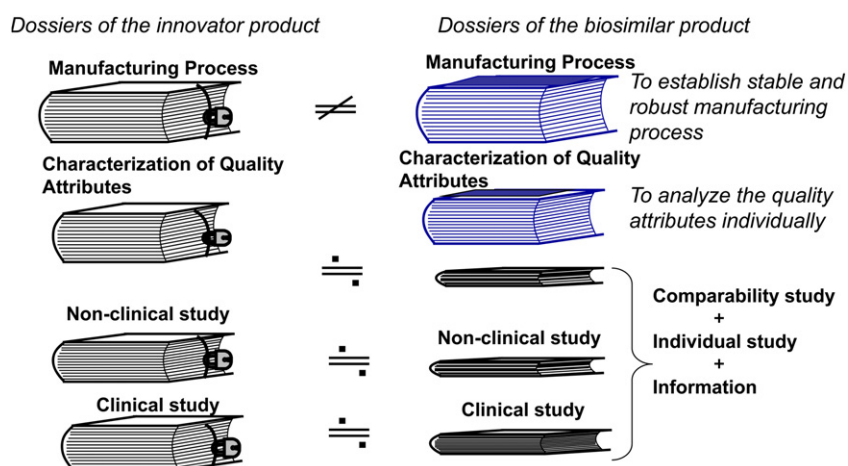 Dossiers of the innovator product
Dossiers of the biosimilar product
Manufacturing Process
Manufacturing Process
To establish stable and
robust manufacturing
process
≠
Characterization of Quality
Attributes
Characterization of Quality
Attributes
To analyze the quality
attributes individually
≒
Comparability study
+
Individual study
+
Information
Non-clinical study
Non-clinical study
≒
Clinical study
Clinical study
≒